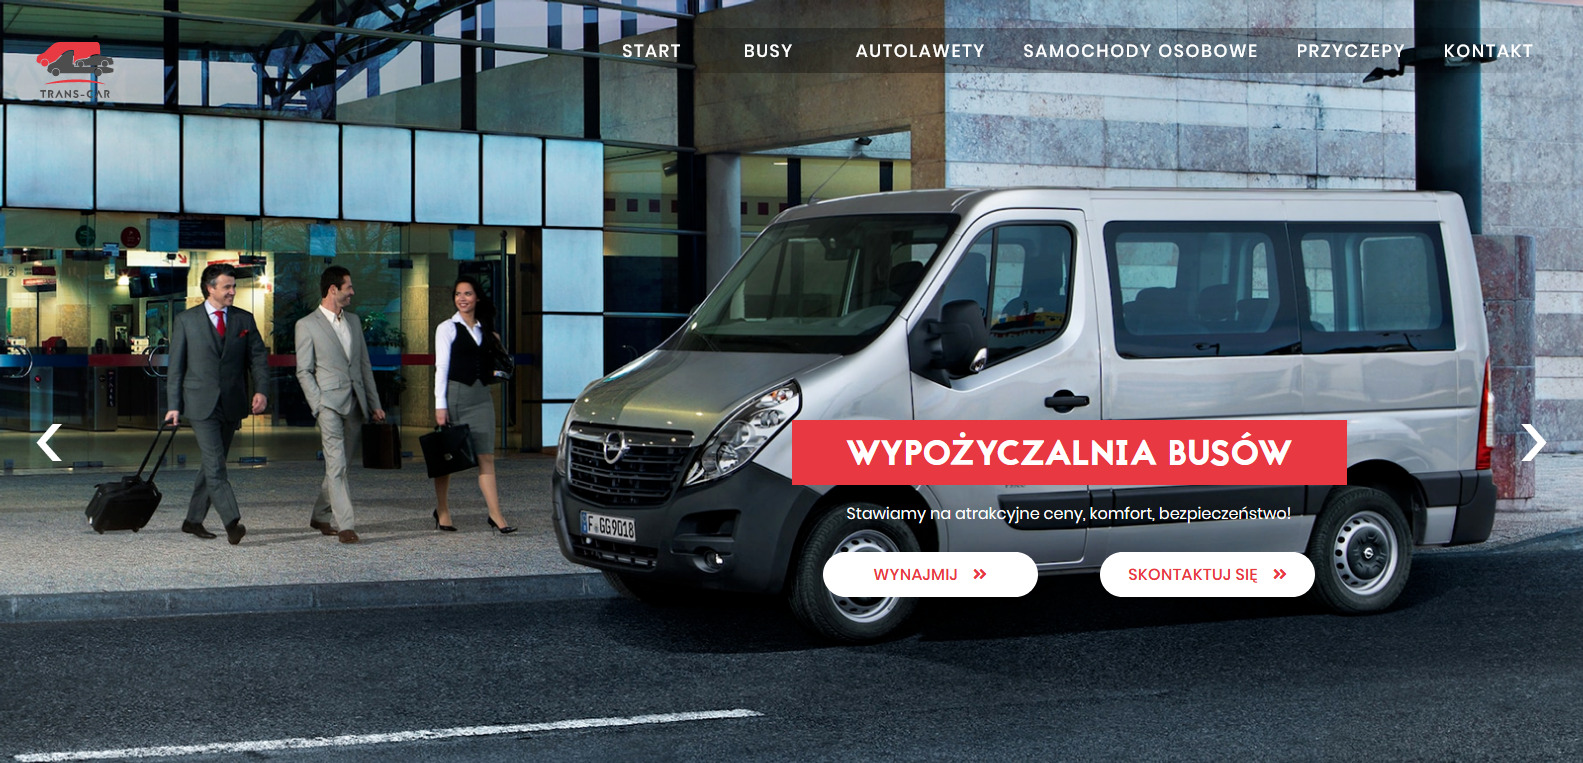 TRANS-CAR
START BUSY AUTOLAWETY SAMOCHODY OSOBOWE PRZYCZEPY KONTAKT
WYPOŻYCZALNIA BUSÓW
Stawiamy na atrakcyjne ceny, komfort, bezpieczeństwo!
WYNAJMIJ
SKONTAKTUJ SIĘ
F GG9018